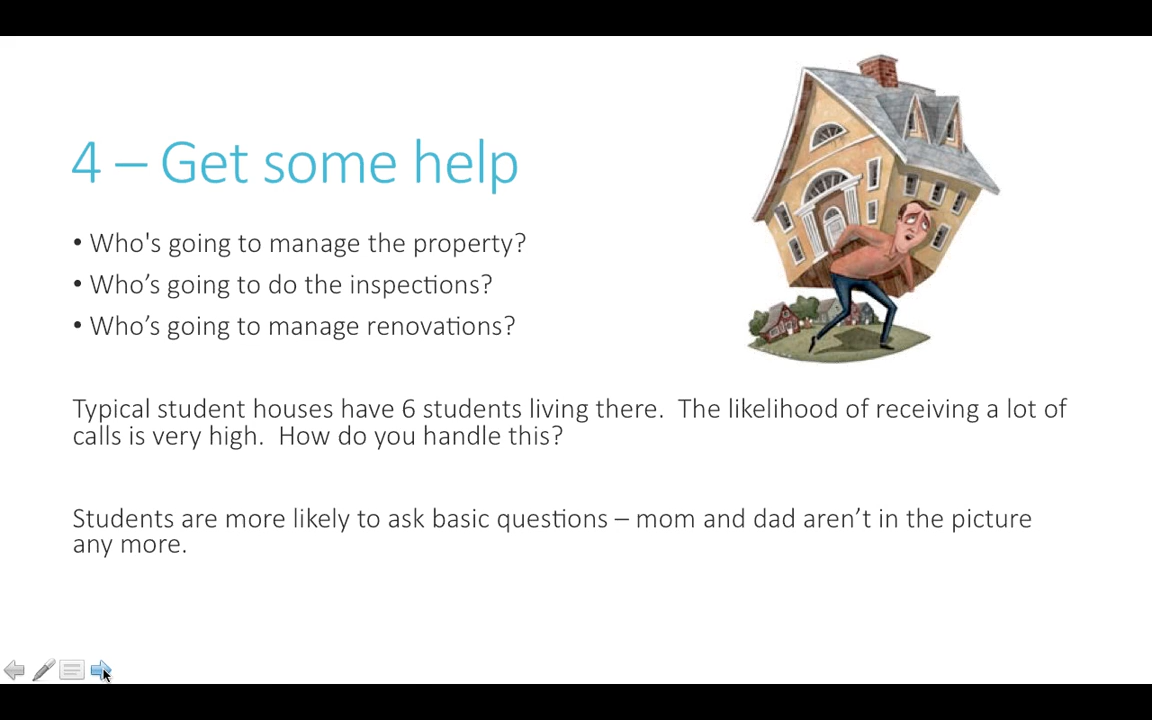 4 – Get some help
• Who's going to manage the property?
• Who’s going to do the inspections?
• Who’s going to manage renovations?
Typical student houses have 6 students living there.  The likelihood of receiving a lot of
calls is very high.  How do you handle this?
Students are more likely to ask basic questions – mom and dad aren’t in the picture
any more.